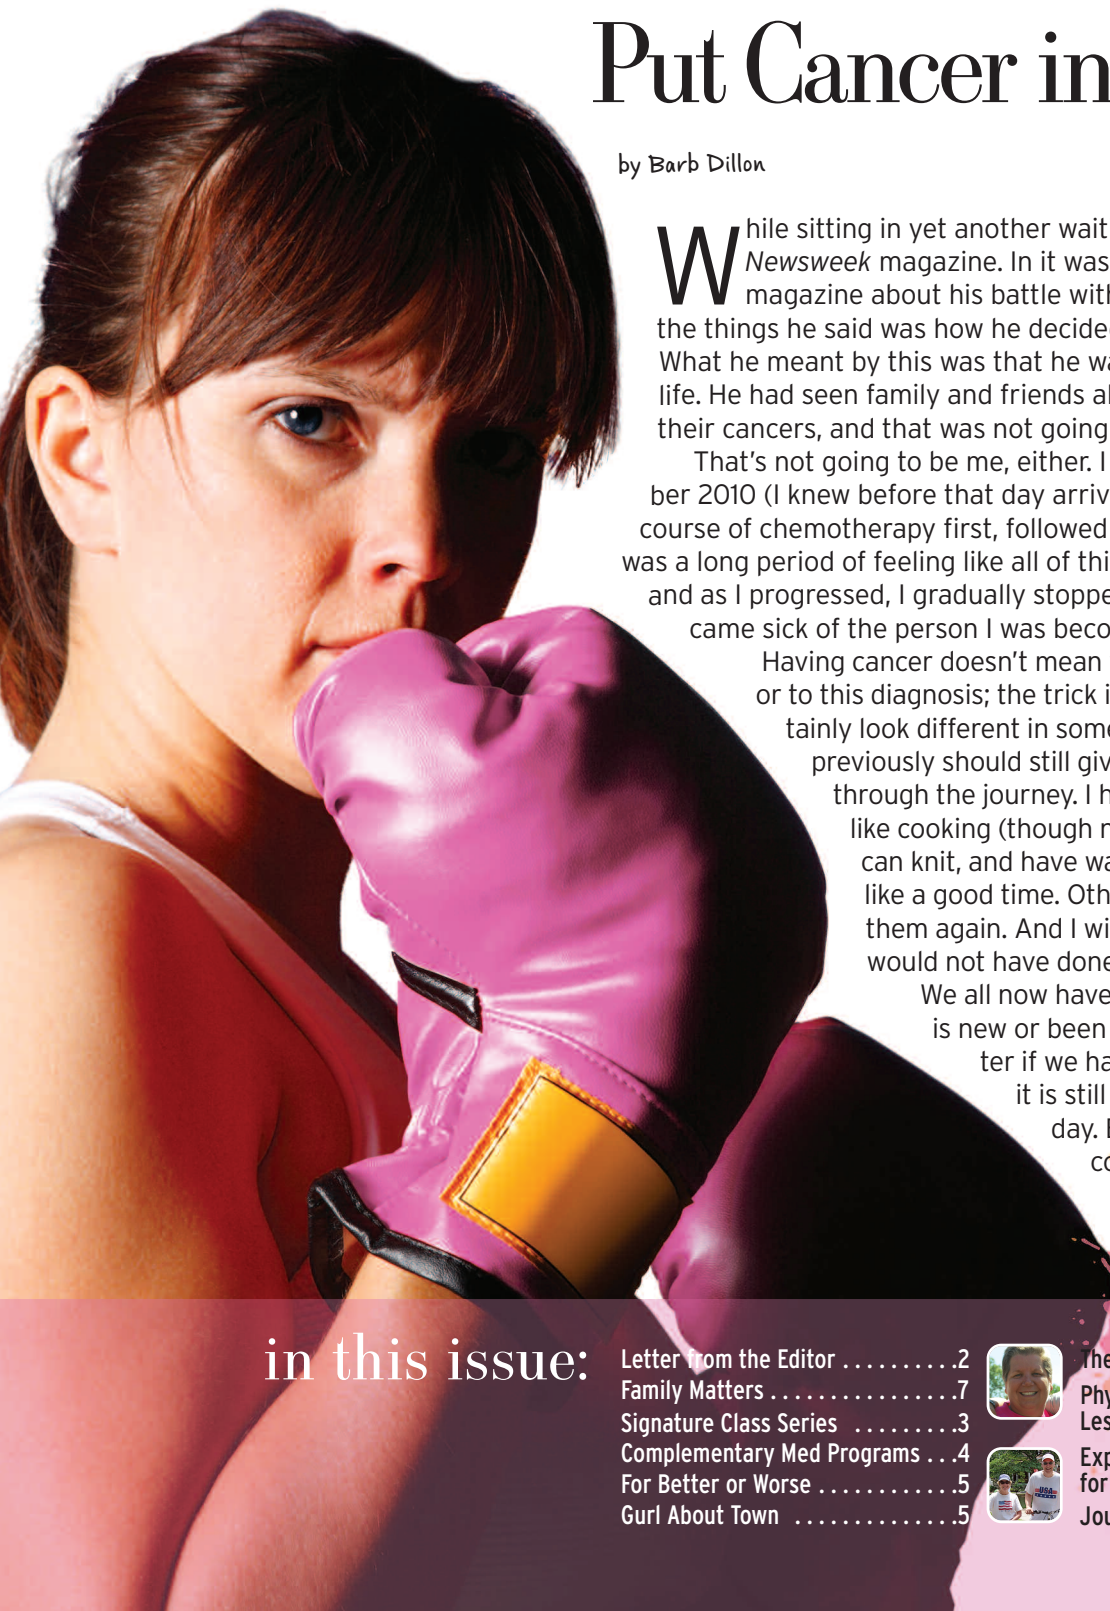 Put Cancer in
by Barb Dillon
While sitting in yet another wait
Newsweek magazine. In it was
magazine about his battle with
the things he said was how he decide
What he meant by this was that he wa
life. He had seen family and friends al
their cancers, and that was not going
That's not going to be me, either. I
ber 2010 (I knew before that day arriv
course of chemotherapy first, followed
was a long period of feeling like all of thi
and as I progressed, I gradually stoppe
came sick of the person I was beco
Having cancer doesn't mean
or to this diagnosis; the trick i
tainly look different in some
previously should still giv
through the journey. I h
like cooking (though n
can knit, and have wa
like a good time. Oth
them again. And I wi
would not have done
We all now have
is new or been
ter if we ha
it is still
day. E
co
in this issue:
Letter from the Editor . . . . . . . . . .2
Family Matters . . . . . . . . . . . . . . . .7
Signature Class Series . . . . . . . . .3
Complementary Med Programs . . .4
For Better or Worse . . . . . . . . . . . .5
Gurl About Town . . . . . . . . . . . . . .5
The
Phy
Les
Exp
for
Jou
USA